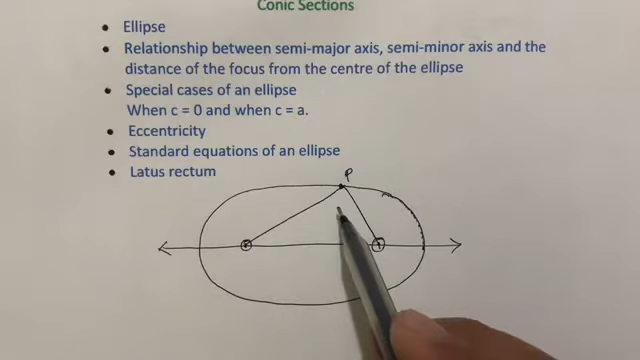 Conic Sections
• Ellipse
• Relationship between semi-major axis, semi-minor axis and the
distance of the focus from the centre of the ellipse
• Special cases of an ellipse
When c = 0 and when c = a.
• Eccentricity
• Standard equations of an ellipse
• Latus rectum
P